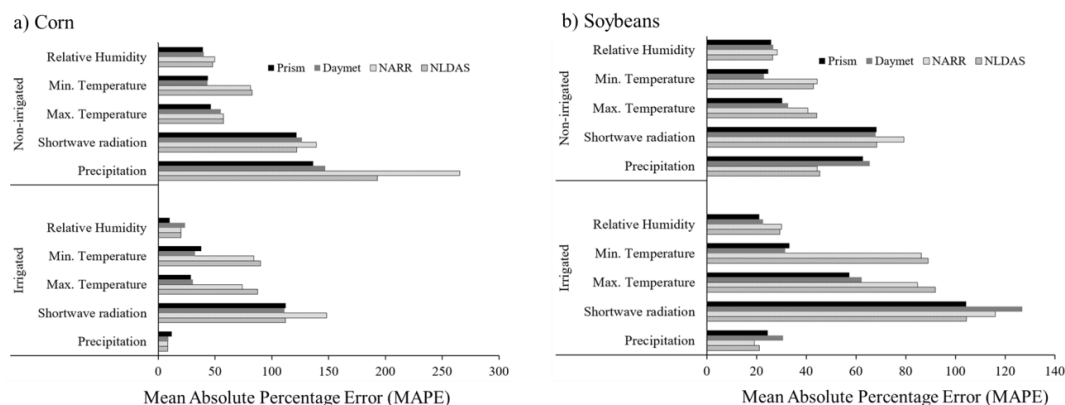 a) Corn
Non-irrigated
Relative Humidity
Min. Temperature
Max. Temperature
Shortwave radiation
Precipitation
Prism Daymet NARR NLDAS
Irrigated
Relative Humidity
Min. Temperature
Max. Temperature
Shortwave radiation
Precipitation
0 50 100 150 200 250 300
Mean Absolute Percentage Error (MAPE)
b) Soybeans
Non-irrigated
Relative Humidity
Min. Temperature
Max. Temperature
Shortwave radiation
Precipitation
Prism Daymet NARR NLDAS
Irrigated
Relative Humidity
Min. Temperature
Max. Temperature
Shortwave radiation
Precipitation
0 20 40 60 80 100 120 140
Mean Absolute Percentage Error (MAPE)